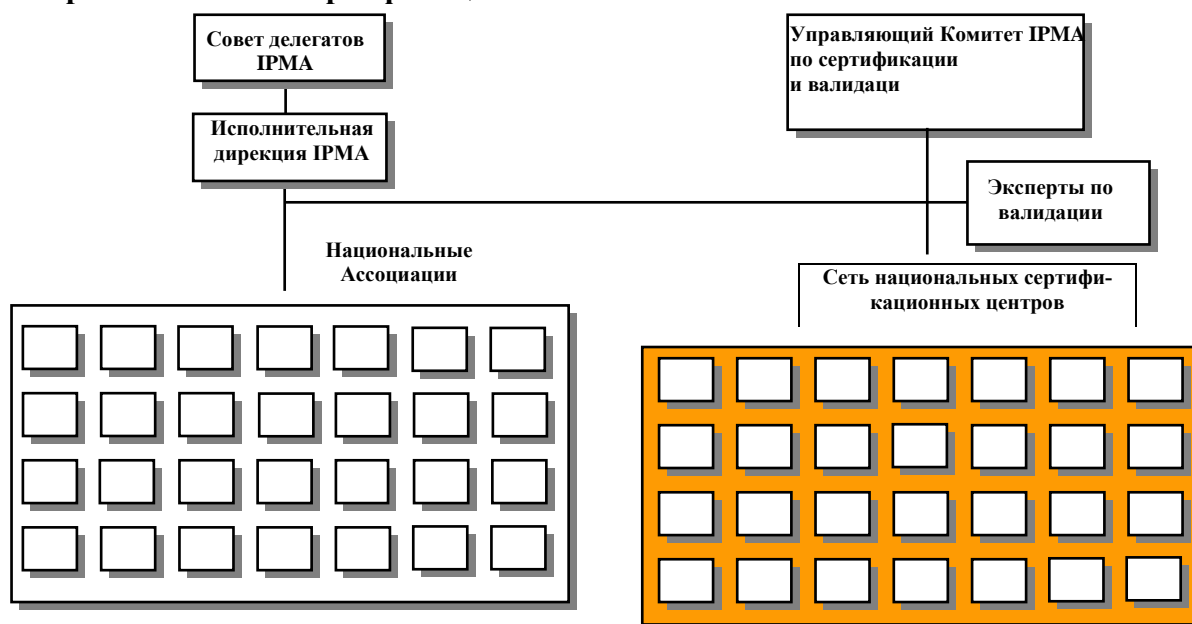 Совет делегатов
IPMA
Исполнительная
дирекция IPMA
Управляющий Комитет IPMA
по сертификации
и валидаци
Эксперты по
валидации
Национальные
Ассоциации
Сеть национальных сертифи-
кационных центров